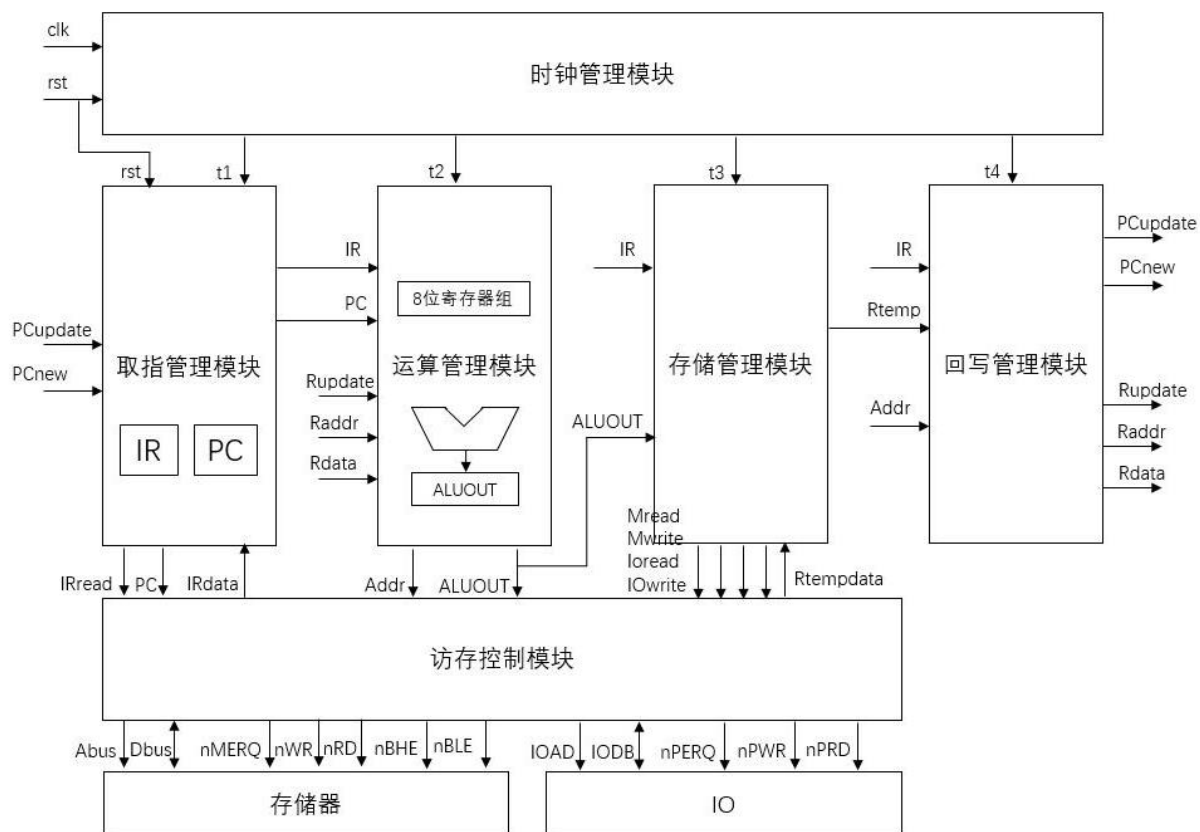 clk
时钟管理模块
rst
rst
t1
t2
t3
t4
PCupdate
IR
IR
IR
PCnew
8位寄存器组
PC
Rtemp
PCupdate
取指管理模块
运算管理模块
存储管理模块
回写管理模块
PCnew
Rupdate
Rupdate
Addr
Raddr
ALUOUT
Raddr
IR
PC
Rdata
Rdata
ALUOUT
Mread
Mwrite
Ioread
IOwrite
IRread
PC
IRdata
Addr
ALUOUT
Rtempdata
访存控制模块
Abus
Dbus
nMERQ
nWR
nRD
nBHE
nBLE
IOAD
IODB
nPERQ
nPWR
nPRD
存储器
IO